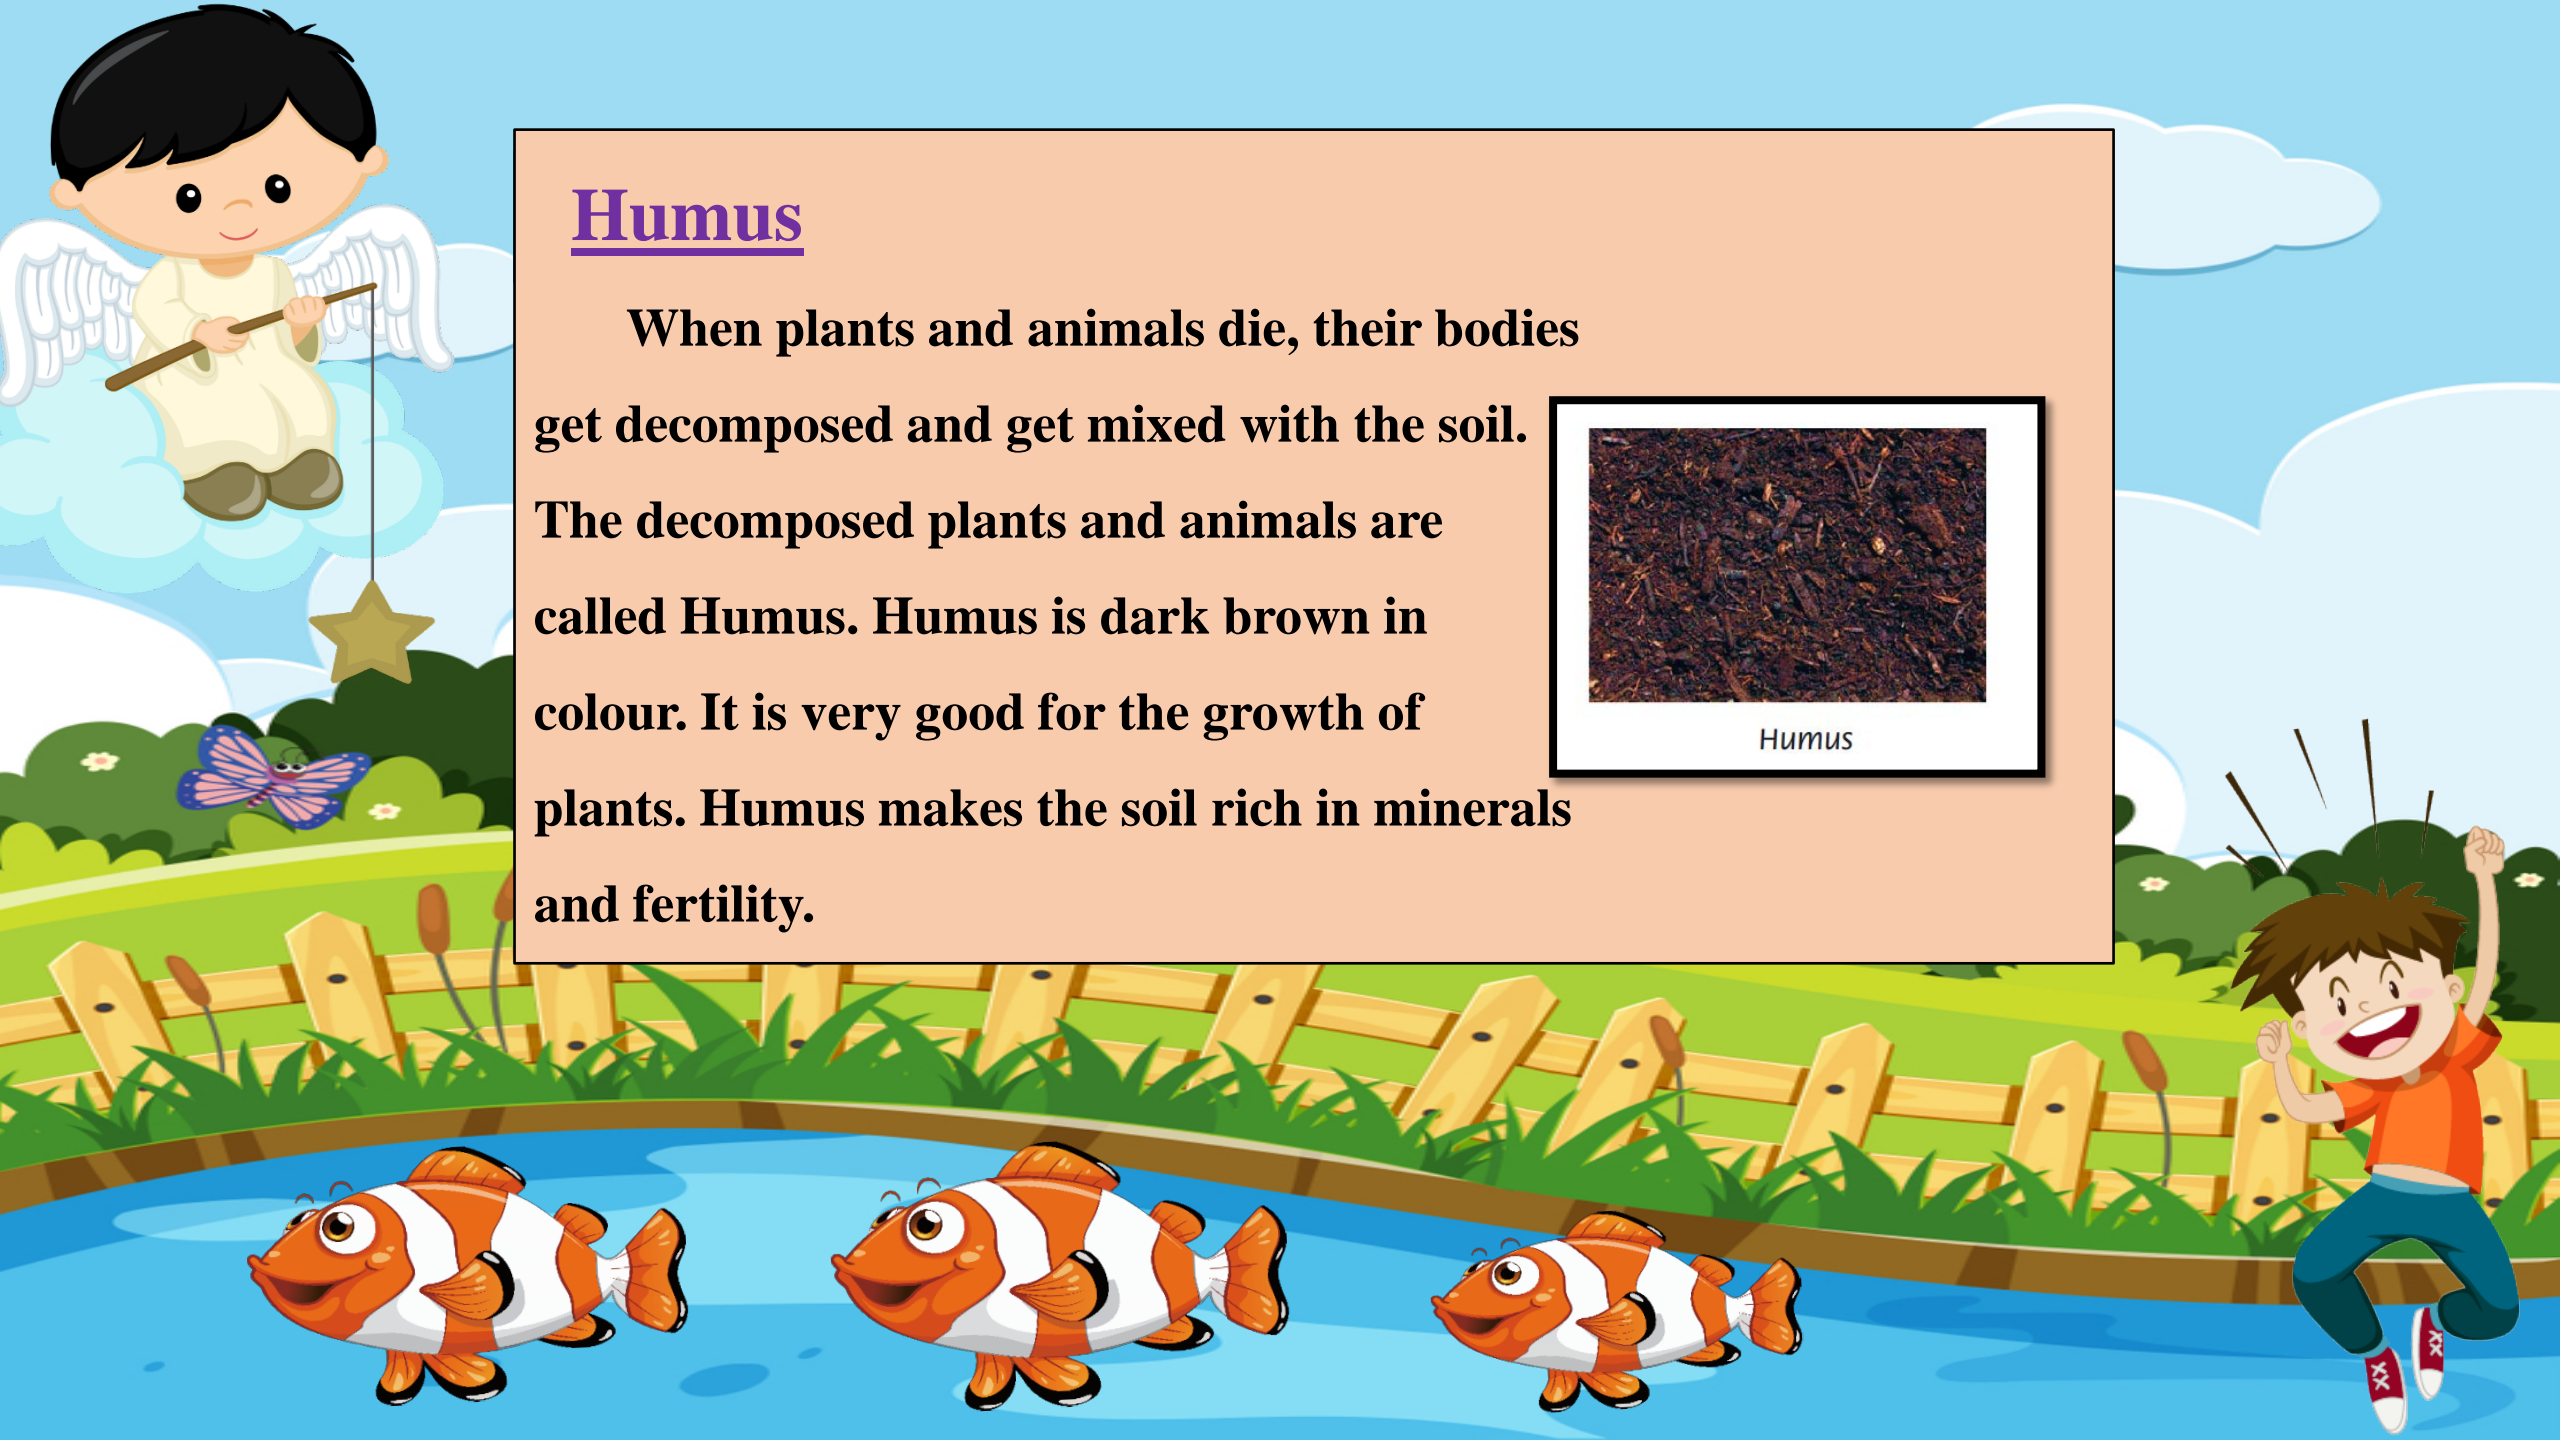 Humus
When plants and animals die, their bodies
get decomposed and get mixed with the soil.
The decomposed plants and animals are
called Humus. Humus is dark brown in
colour. It is very good for the growth of
plants. Humus makes the soil rich in minerals
and fertility.
Humus